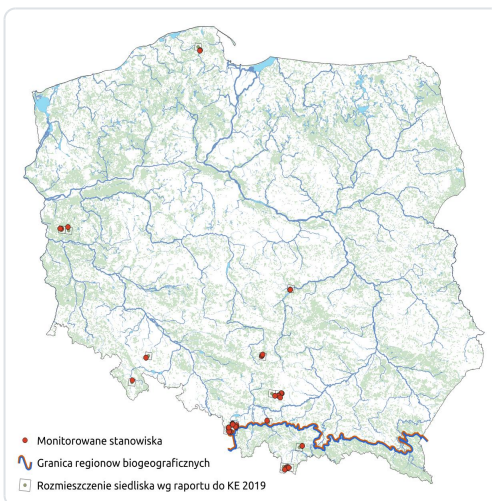 Monitorowane stanowiska
Granica regionow biogeograficznych
Rozmieszczenie siedliska wg raportu do KE 2019